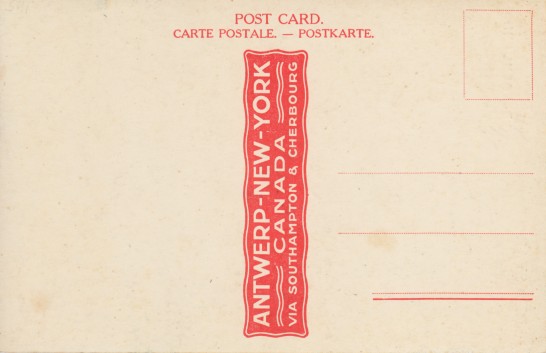 POST CARD.
CARTE POSTALE. — POSTKARTE.
ANTWERP-NEW-YORK
CANADA
VIA SOUTHAMPTON & CHERBOURG